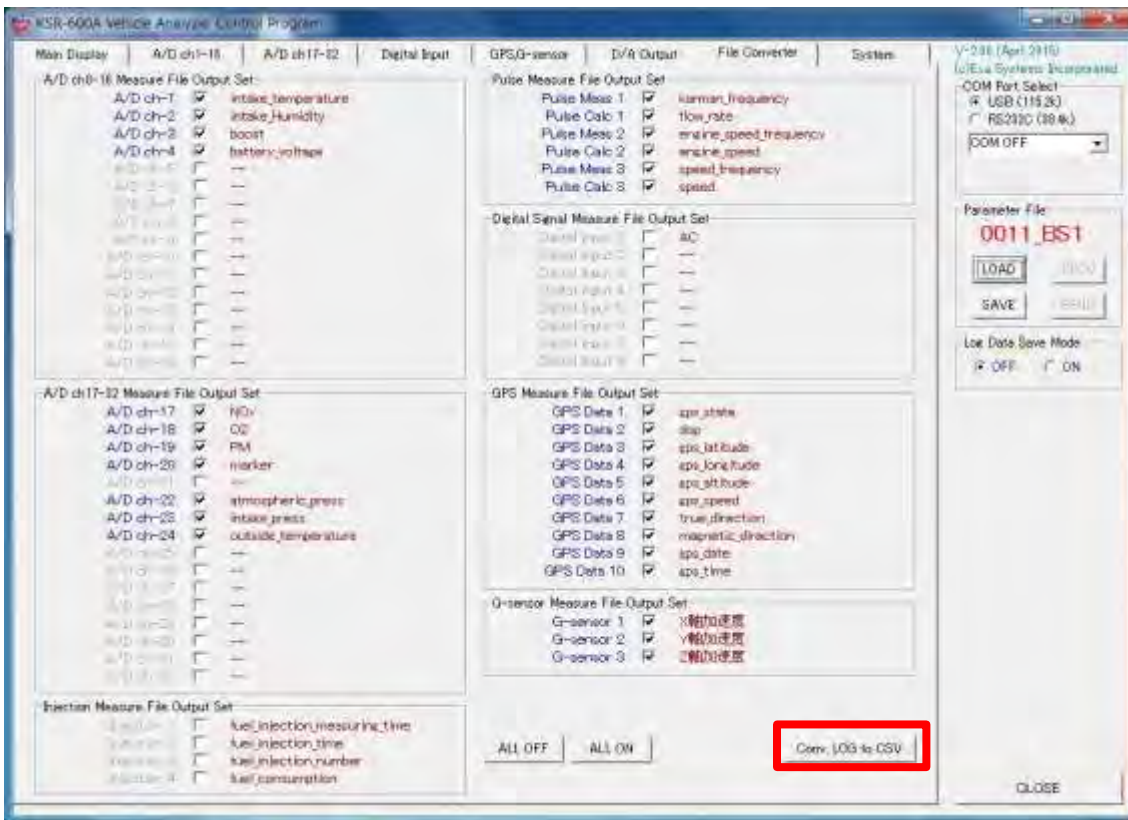 KSR-600A Vehicle Analyzer Control Program
Main Display
A/D ch1-16
A/D ch17-32
Digital Input
GPS,G-sensor
D/A Output
File Converter
System
(c)Eva Systems Incorporated
A/D ch0-16 Measure File Output Set
A/D ch-1 intake_temperature
A/D ch-2 intake_Humidity
A/D ch-3 boost
A/D ch-4 battery_voltage
---
---
---
---
---
---
---
---
---
---
---
---
A/D ch17-32 Measure File Output Set
A/D ch-17 NOx
A/D ch-18 O2
A/D ch-19 PM
A/D ch-20 marker
---
A/D ch-22 atmospheric_press
A/D ch-23 intake_press
A/D ch-24 outside_temperature
---
---
---
---
---
---
---
Injection Measure File Output Set
fuel_injection_measuring_time
fuel_injection_time
fuel_injection_number
fuel_consumption
Pulse Measure File Output Set
Pulse Meas 1 karman_frequency
Pulse Calc 1 flow_rate
Pulse Meas 2 engine_speed_frequency
Pulse Calc 2 engine_speed
Pulse Meas 3 speed_frequency
Pulse Calc 3 speed
Digital Signal Measure File Output Set
AC
---
---
---
---
---
---
---
GPS Measure File Output Set
GPS Data 1 gps_state
GPS Data 2
GPS Data 3 gps_latitude
GPS Data 4 gps_longitude
GPS Data 5 gps_altitude
GPS Data 6 gps_speed
GPS Data 7 true_direction
GPS Data 8 magnetic_direction
GPS Data 9 gps_date
GPS Data 10 gps_time
G-sensor Measure File Output Set
G-sensor 1 X軸加速度
G-sensor 2 Y軸加速度
G-sensor 3 Z軸加速度
ALL OFF
ALL ON
Conv. LOG to CSV
COM Port Select
USB (115.2k)
RS232C (38.4k)
COM OFF
Parameter File
0011_BS1
LOAD
SAVE
Log Data Save Mode
OFF ON
CLOSE